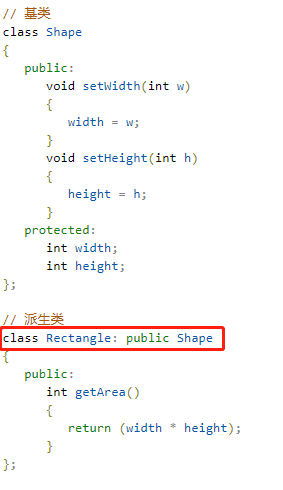 // 基类
class Shape
{
   public:
      void setWidth(int w)
      {
         width = w;
      }
      void setHeight(int h)
      {
         height = h;
      }
   protected:
      int width;
      int height;
};
// 派生类
class Rectangle: public Shape
{
   public:
      int getArea()
      {
         return (width * height);
      }
};